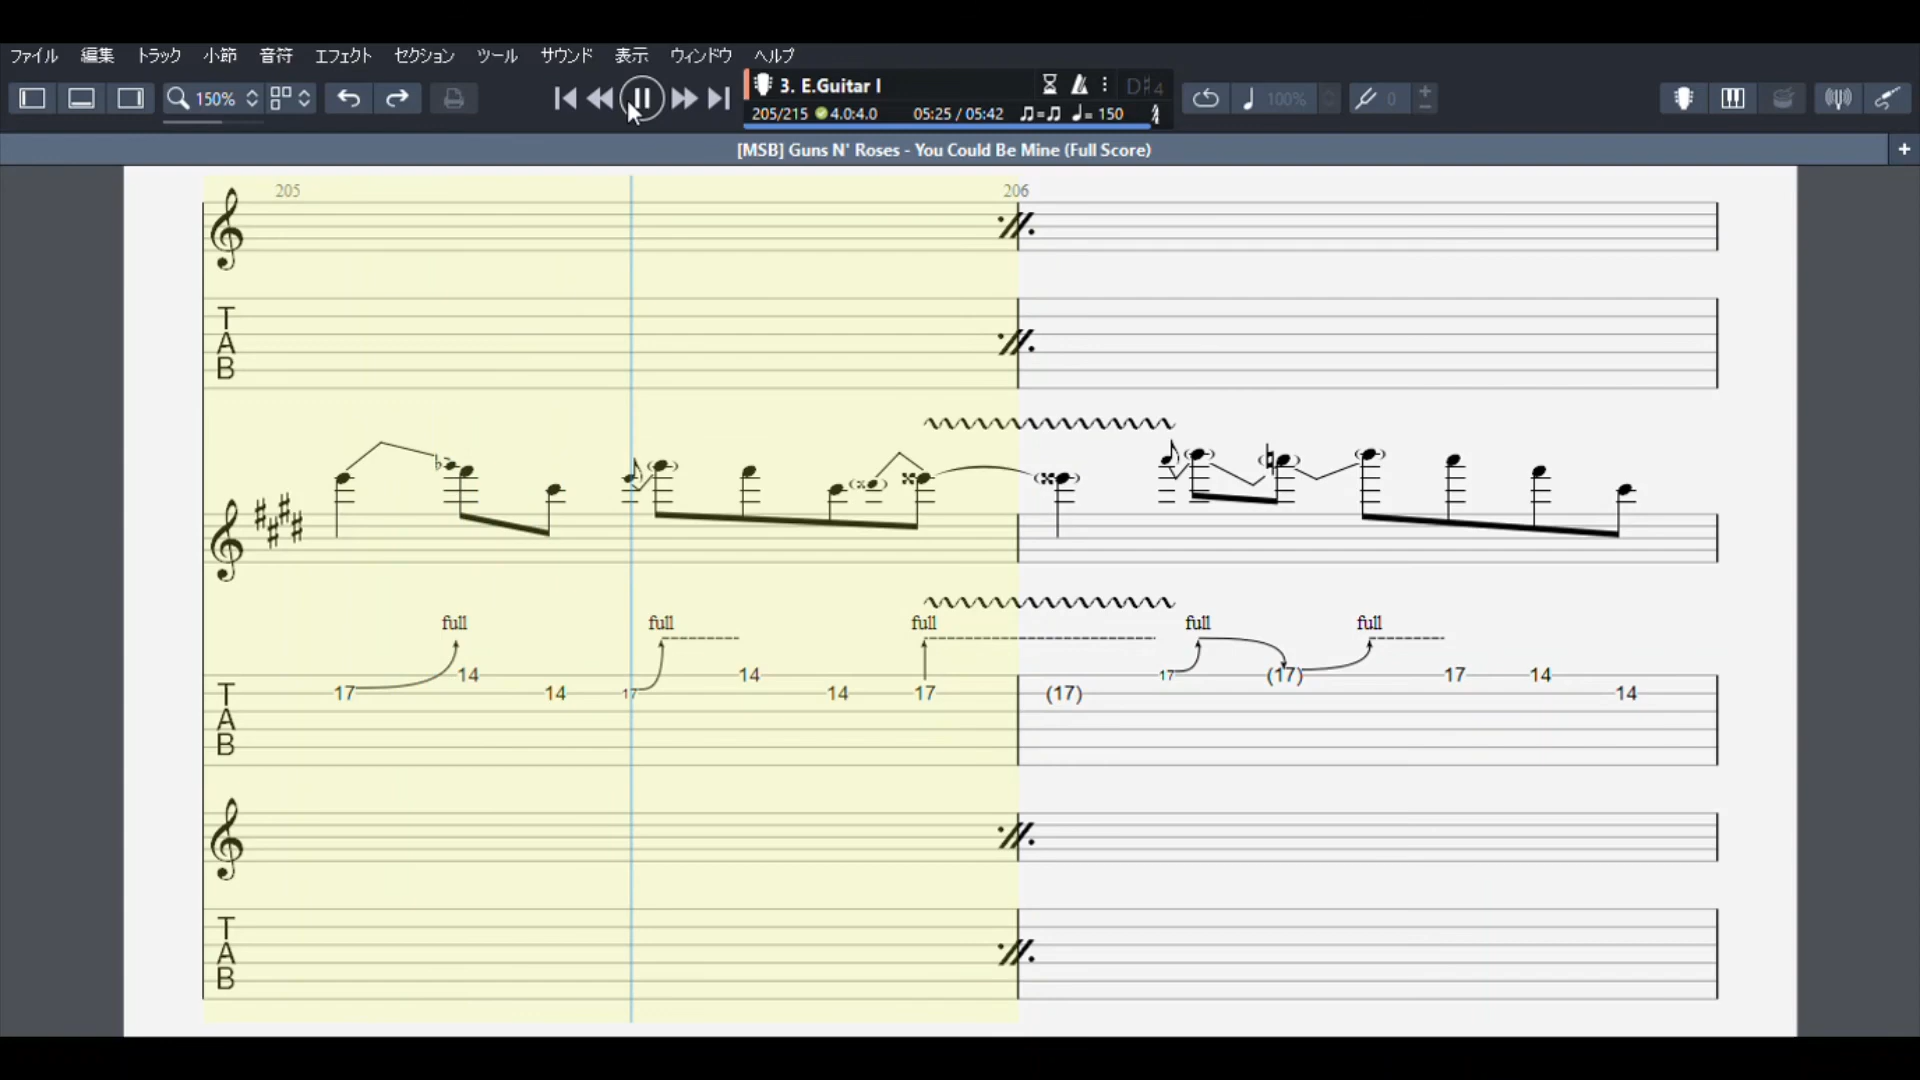 ファイル 編集 トラック 小節 音符 エフェクト セクション ツール サウンド 表示 ウィンドウ ヘルプ
150% 3. E.Guitar I D♯4 100% 0
205/215 4.0:4.0 05:25 / 05:42 ♫=♫ ♩= 150
[MSB] Guns N' Roses - You Could Be Mine (Full Score) +
205 206
T
A
B
full full full full full
14 14 17 (17) 17 14
17 14 17 14 17 (17) 14
T
A
B
T
A
B